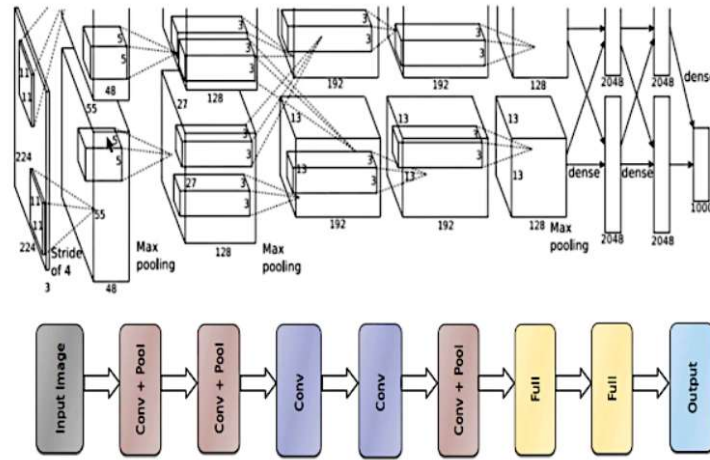 3
3
5
5
3
3
3
3
11
11
48
55
27
128
192
192
128
2048
2048
dense
13
13
13
5
5
3
3
3
3
224
27
3
3
13
3
3
13
13
dense
dense
1000
11
11
55
192
192
128
Max
pooling
2048
2048
224
Stride
of 4
Max
pooling
128
Max
pooling
3
48
Input Image
Conv + Pool
Conv + Pool
Conv
Conv
Conv + Pool
Full
Full
Output